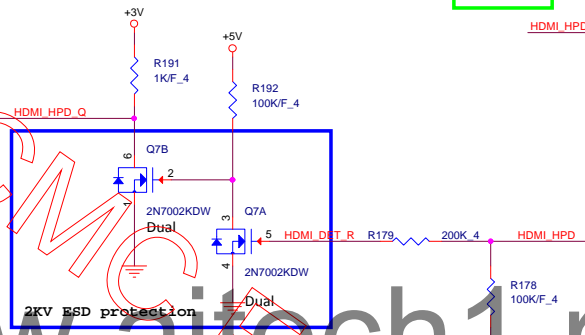 +3V
HDMI_HPD
+5V
R191
1K/F_4
R192
100K/F_4
HDMI_HPD_Q
6
Q7B
2
1
2N7002KDW
Dual
3
Q7A
5
HDMI_DET_R
R179
200K_4
HDMI_HPD
4
2N7002KDW
Dual
R178
100K/F_4
2KV ESD protection